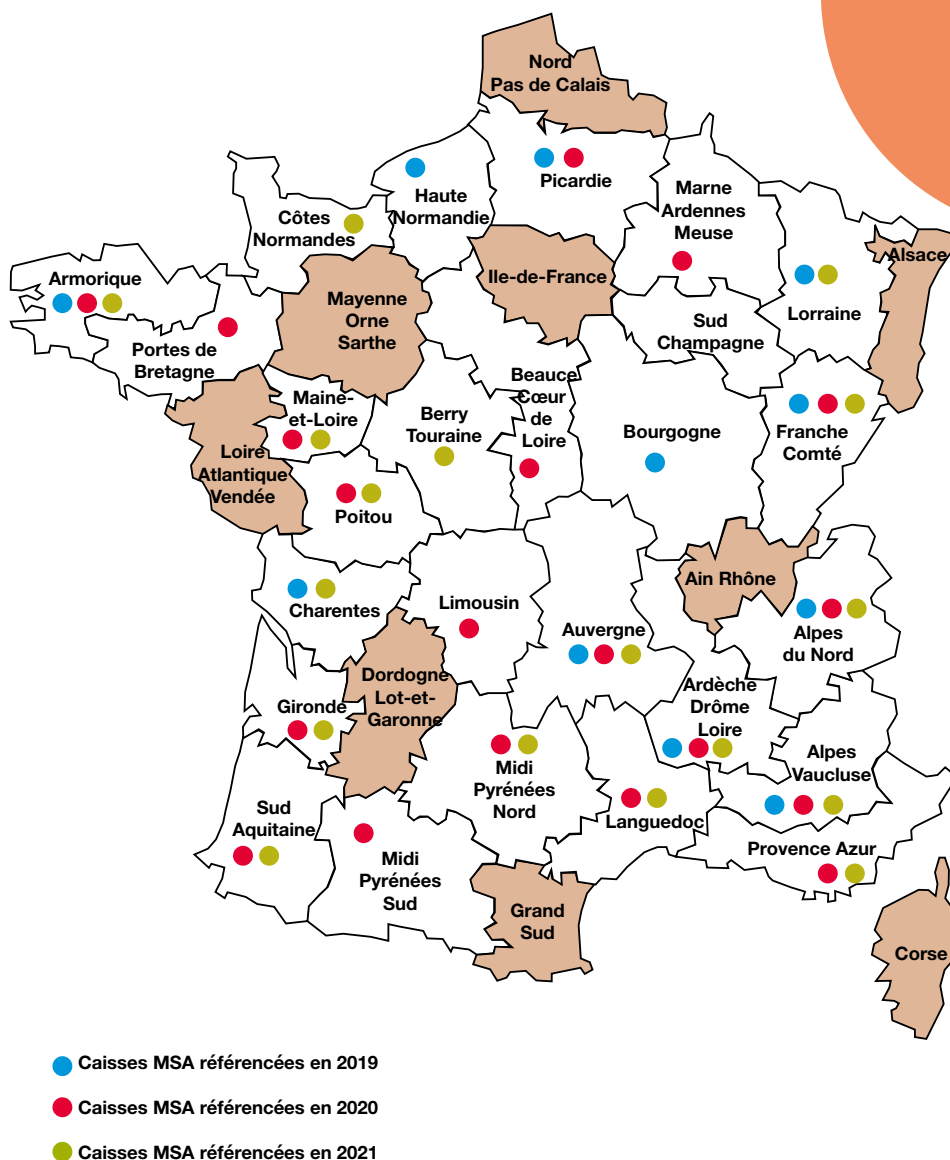 Nord
Pas de Calais
Picardie
Haute
Normandie
Marne
Ardennes
Meuse
Côtes
Normandes
Alsace
Armorique
Ile-de-France
Lorraine
Mayenne
Orne
Sarthe
Sud
Champagne
Portes de
Bretagne
Beauce
Cœur
de
Loire
Maine-
et-Loire
Berry
Touraine
Bourgogne
Franche
Comté
Loire
Atlantique
Vendée
Poitou
Ain Rhône
Charentes
Limousin
Auvergne
Alpes
du Nord
Dordogne
Lot-et-
Garonne
Ardèche
Drôme
Loire
Gironde
Alpes
Vaucluse
Midi
Pyrénées
Nord
Sud
Aquitaine
Languedoc
Provence Azur
Midi
Pyrénées
Sud
Grand
Sud
Corse
Caisses MSA référencées en 2019
Caisses MSA référencées en 2020
Caisses MSA référencées en 2021